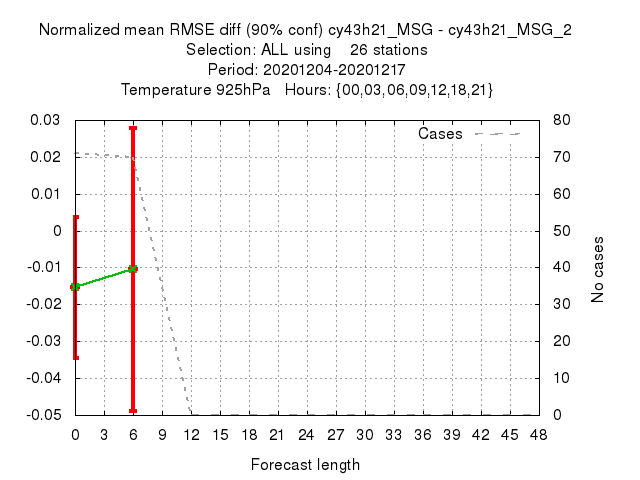 Normalized mean RMSE diff (90% conf) cy43h21_MSG - cy43h21_MSG_2
Selection: ALL using    26 stations
Period: 20201204-20201217
Temperature 925hPa   Hours: {00,03,06,09,12,18,21}
Cases
0.03
0.02
0.01
0
-0.01
-0.02
-0.03
-0.04
-0.05
80
70
60
50
40
30
20
10
0
No cases
0 3 6 9 12 15 18 21 24 27 30 33 36 39 42 45 48
Forecast length